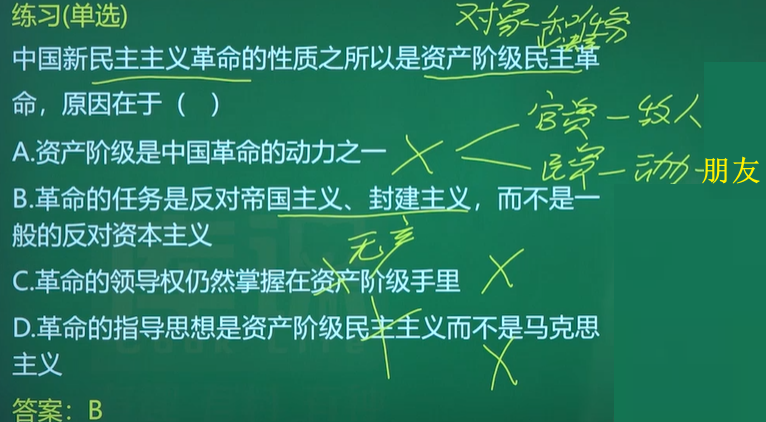 练习(单选)
对象和任务
中国新民主主义革命的性质之所以是资产阶级民主革
命，原因在于（ ）
官资一敌人
A.资产阶级是中国革命的动力之一
民资一动力一朋友
B.革命的任务是反对帝国主义、封建主义，而不是一
般的反对资本主义
无产
C.革命的领导权仍然掌握在资产阶级手里
D.革命的指导思想是资产阶级民主主义而不是马克思
主义
答案：B